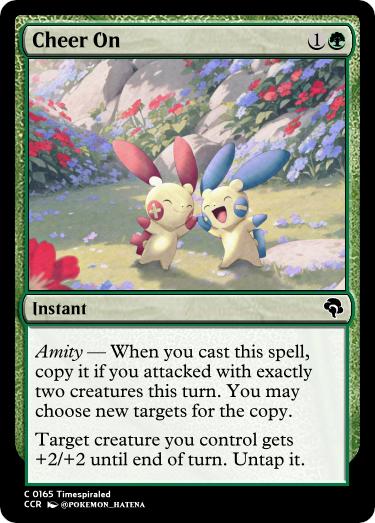 Cheer On 1
Instant
Amity — When you cast this spell,
copy it if you attacked with exactly
two creatures this turn. You may
choose new targets for the copy.
Target creature you control gets
+2/+2 until end of turn. Untap it.
C 0165 Timespiraled
CCR @POKEMON_HATENA